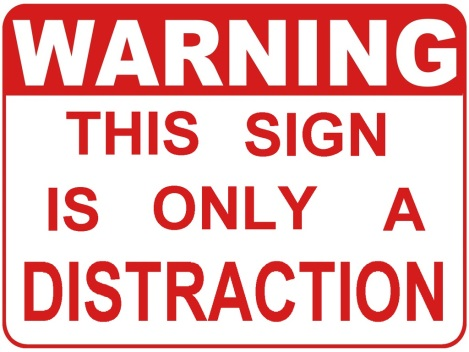 WARNING
THIS SIGN
IS ONLY A
DISTRACTION